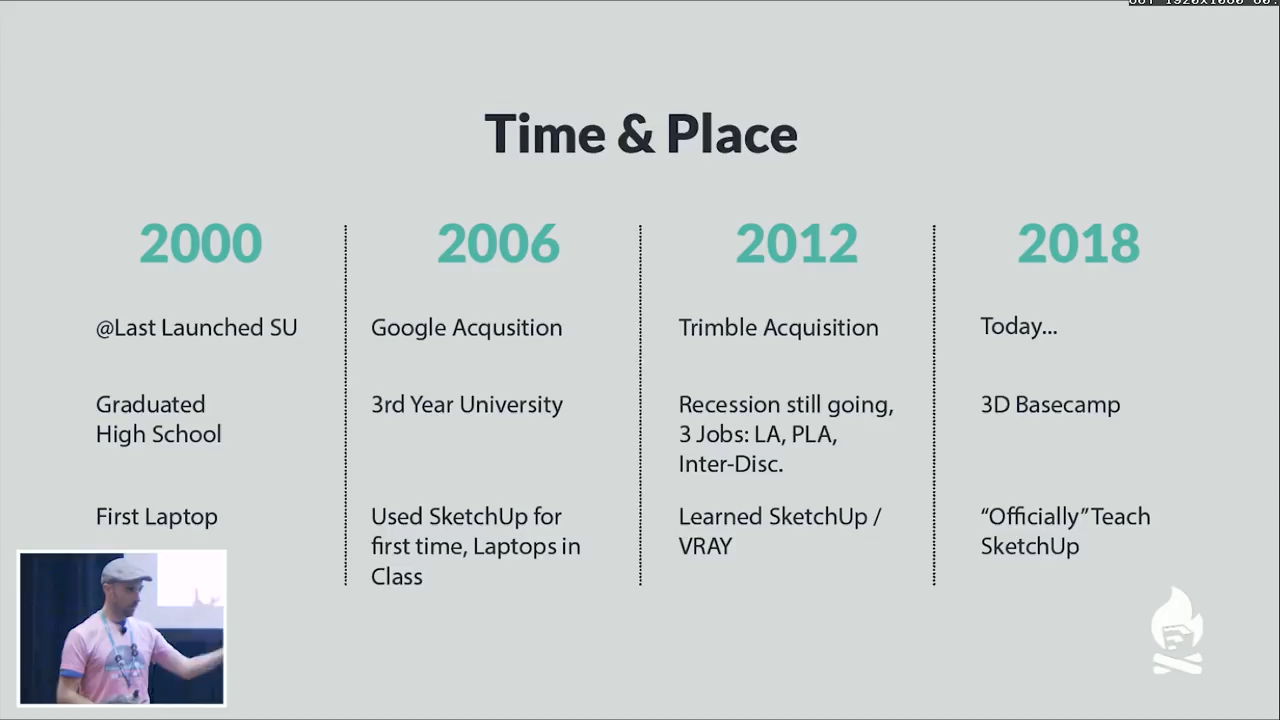 Time & Place
2000
@Last Launched SU
Graduated
High School
First Laptop
2006
Google Acqusition
3rd Year University
Used SketchUp for
first time, Laptops in
Class
2012
Trimble Acquisition
Recession still going,
3 Jobs: LA, PLA,
Inter-Disc.
Learned SketchUp /
VRAY
2018
Today...
3D Basecamp
“Officially” Teach
SketchUp